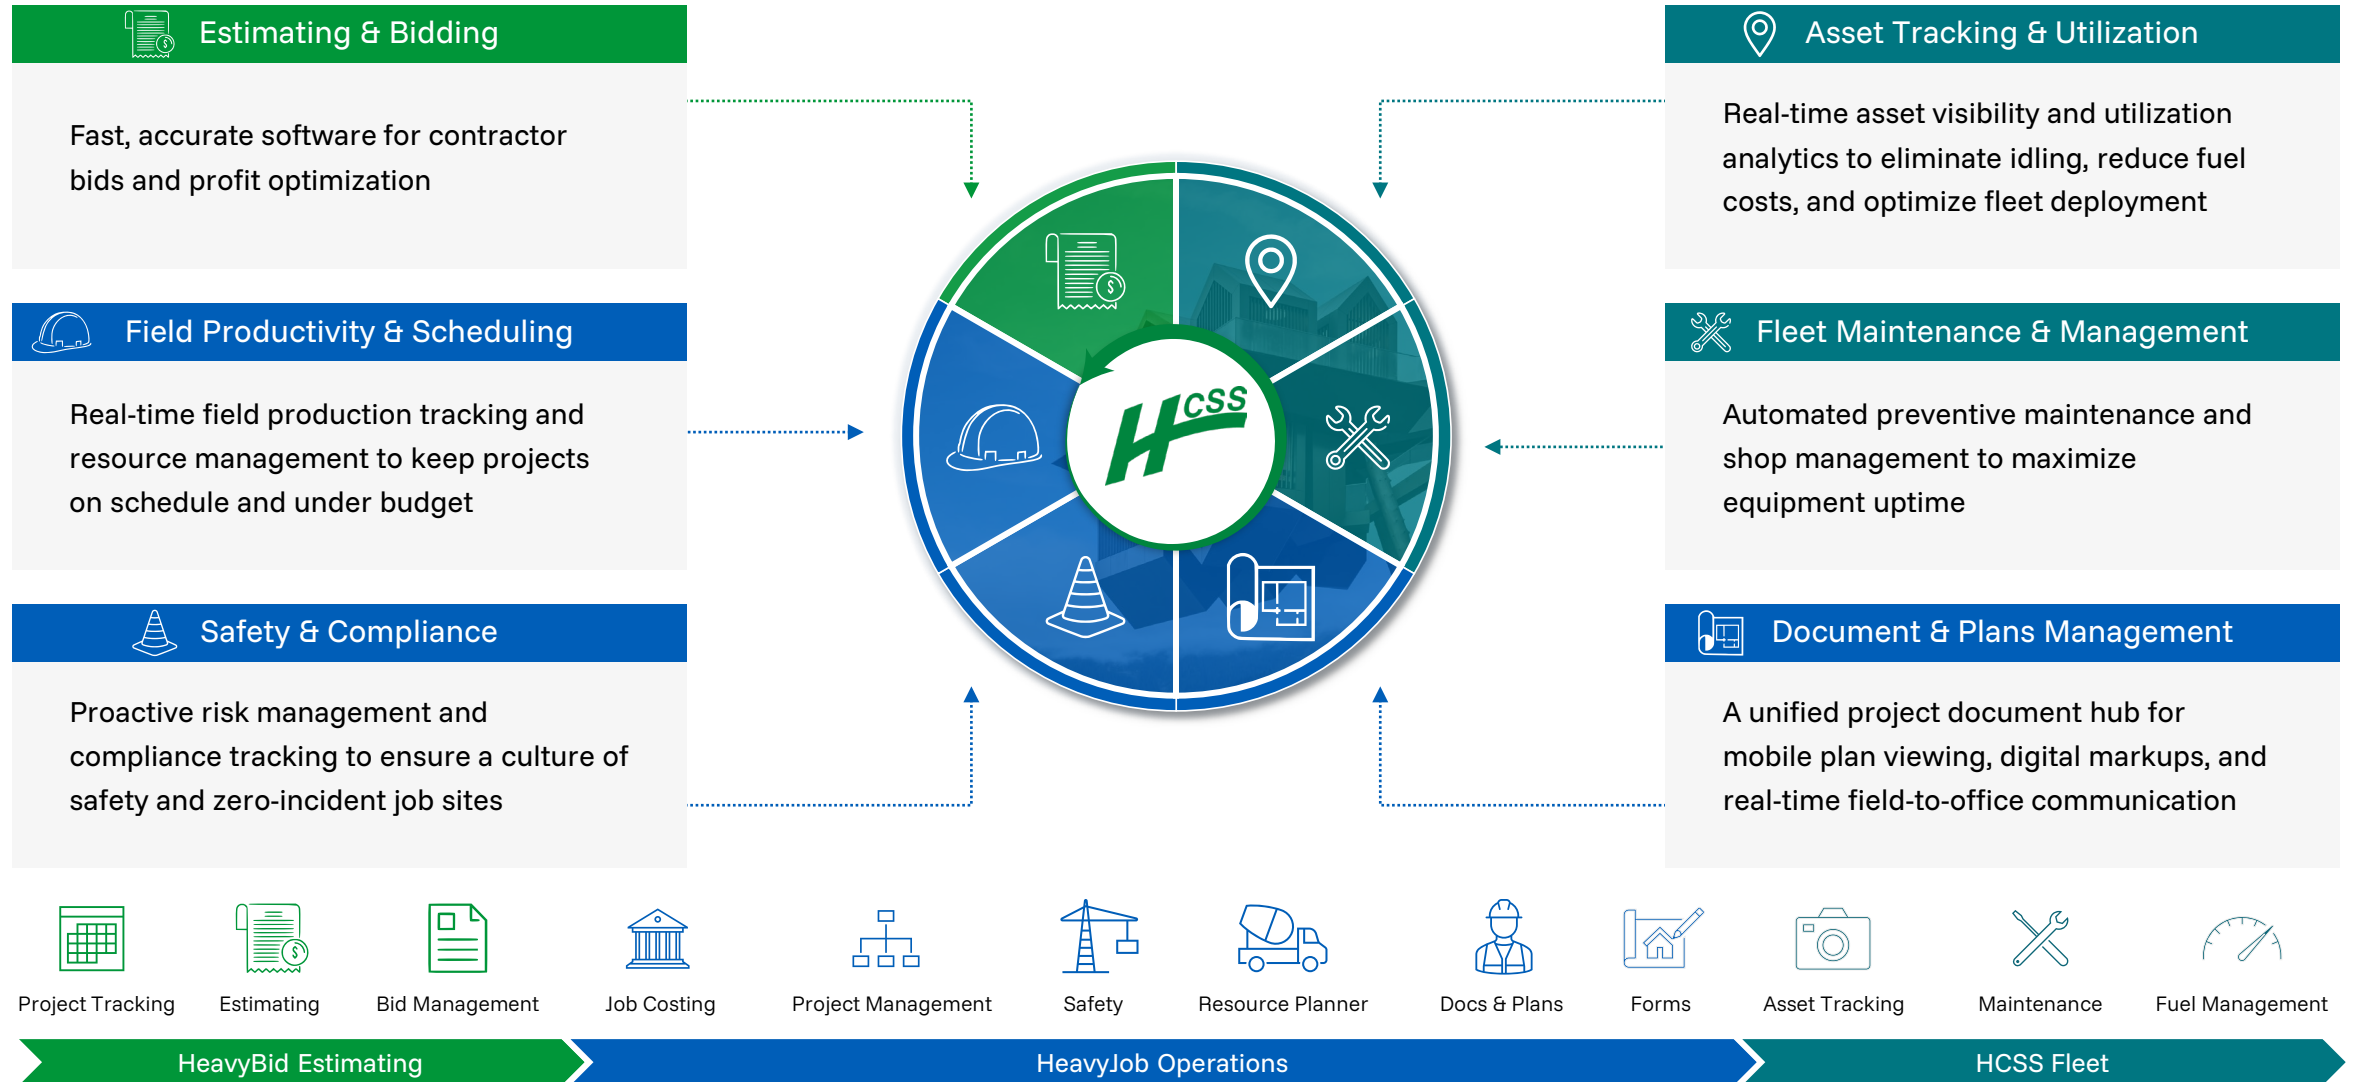 Estimating & Bidding
Fast, accurate software for contractor
bids and profit optimization
Field Productivity & Scheduling
Real-time field production tracking and
resource management to keep projects
on schedule and under budget
Safety & Compliance
Proactive risk management and
compliance tracking to ensure a culture of
safety and zero-incident job sites
$
HCSS
$
Asset Tracking & Utilization
Real-time asset visibility and utilization
analytics to eliminate idling, reduce fuel
costs, and optimize fleet deployment
Fleet Maintenance & Management
Automated preventive maintenance and
shop management to maximize
equipment uptime
Document & Plans Management
A unified project document hub for
mobile plan viewing, digital markups, and
real-time field-to-office communication
$
Project Tracking
Estimating
Bid Management
Job Costing
Project Management
Safety
Resource Planner
Docs & Plans
Forms
Asset Tracking
Maintenance
Fuel Management
HeavyBid Estimating
HeavyJob Operations
HCSS Fleet